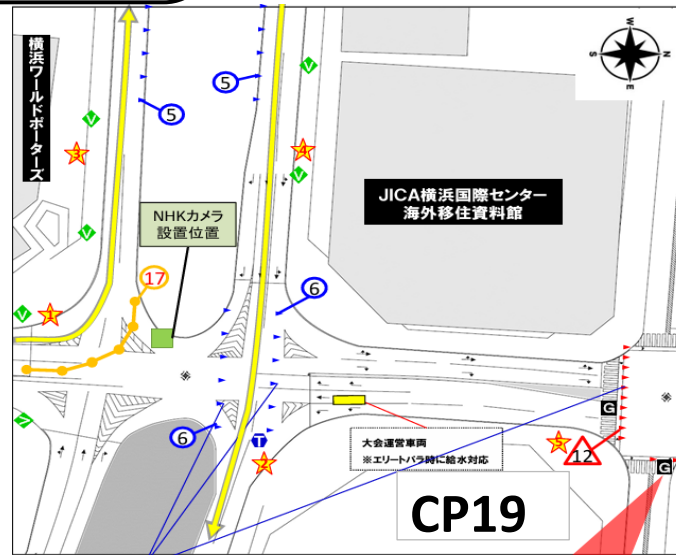 横浜ワールドポーターズ
W
S
N
E
V
5
5
V
3
4
V
JICA横浜国際センター
海外移住資料館
NHKカメラ
設置位置
V
17
6
V
1
G
V
6
T
2
大会運営車両
※エリートパラ時に給水対応
5
12
G
CP19